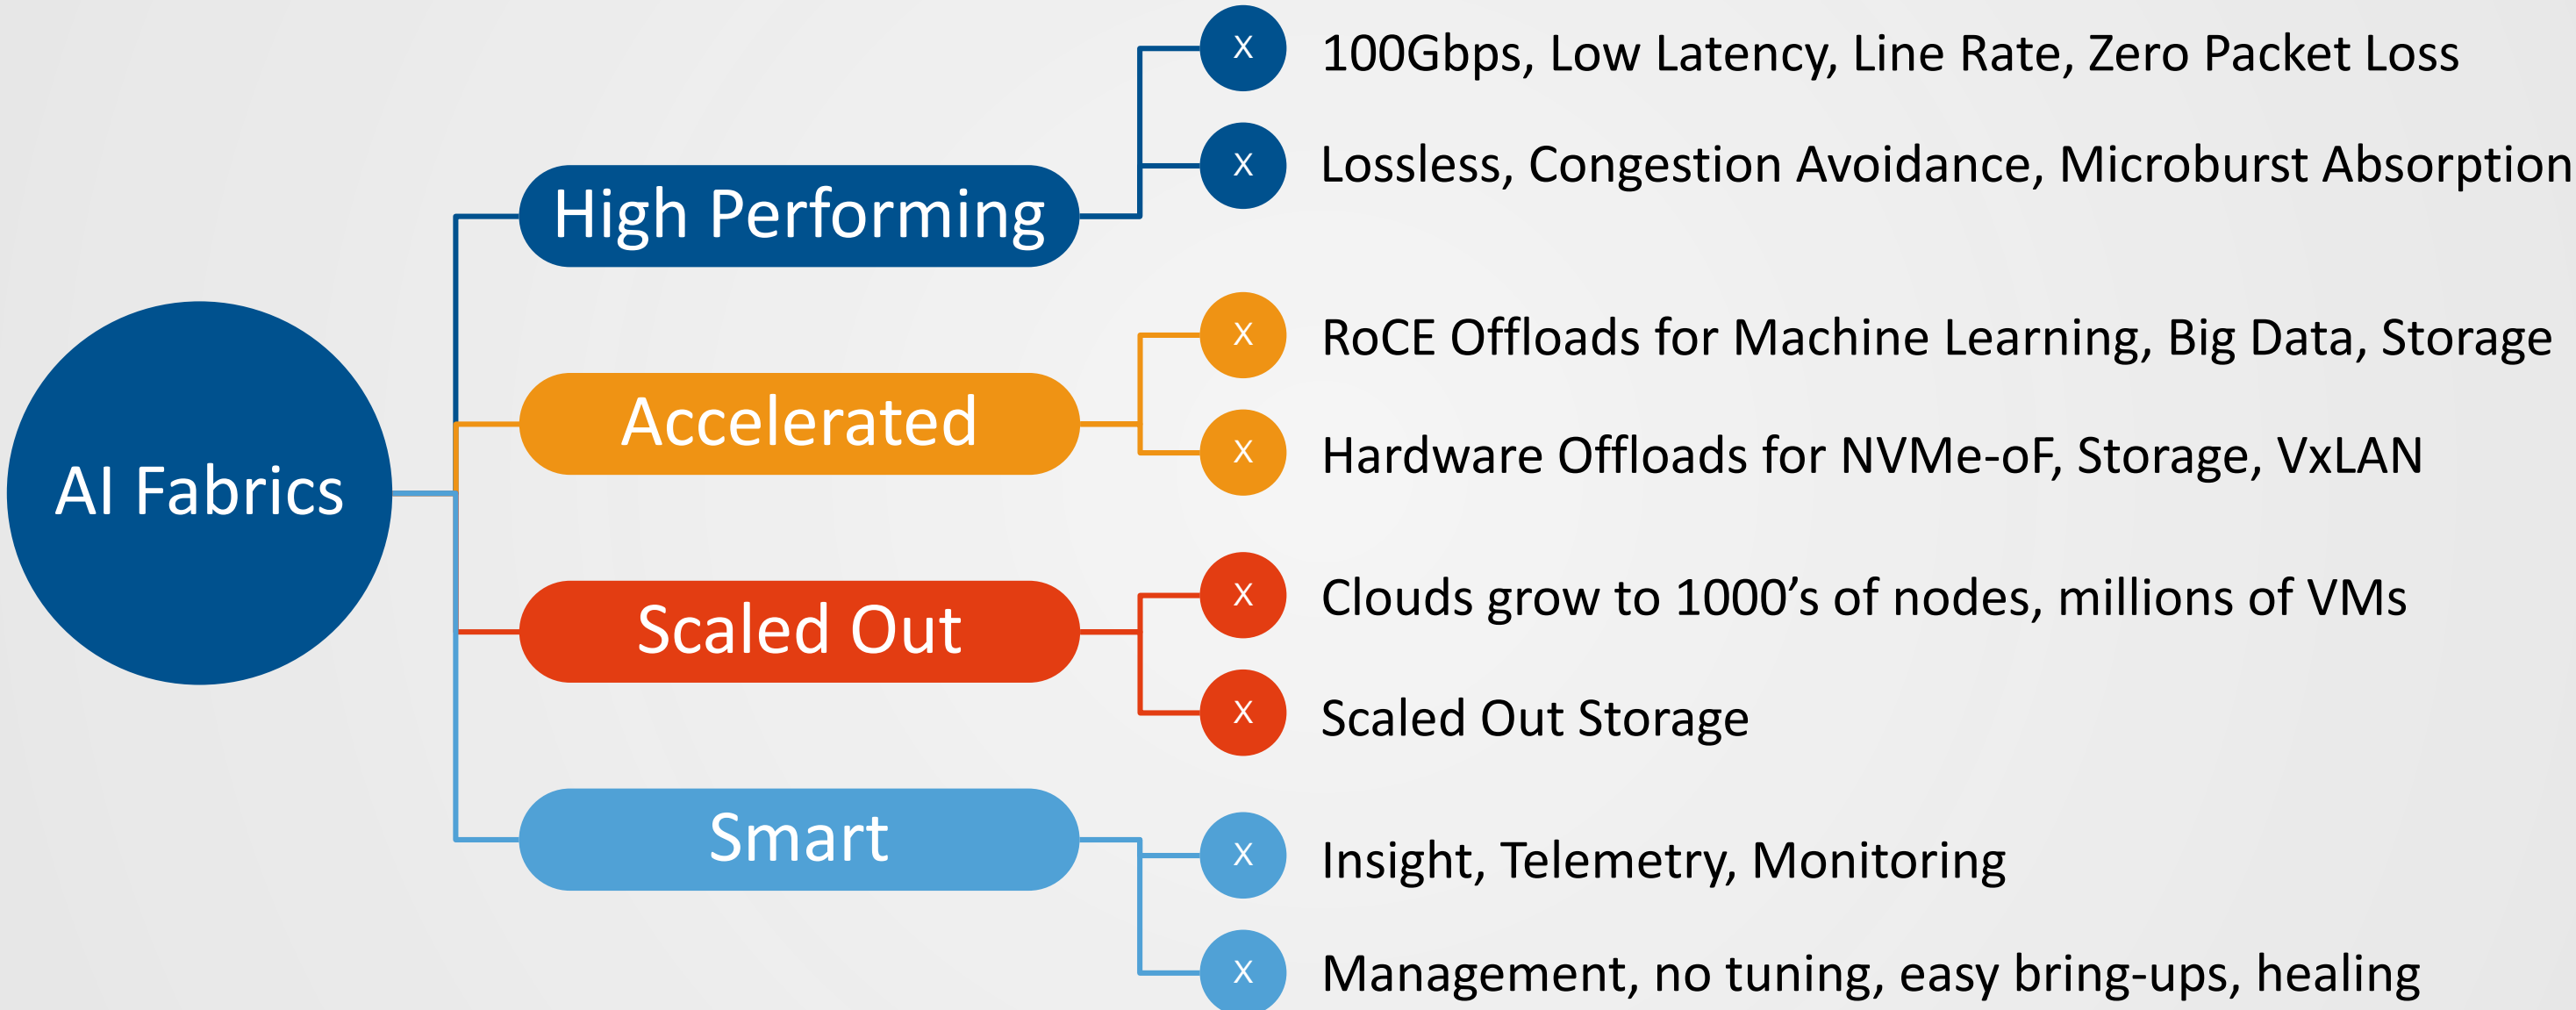 AI Fabrics
High Performing
X
100Gbps, Low Latency, Line Rate, Zero Packet Loss
X
Lossless, Congestion Avoidance, Microburst Absorption
Accelerated
X
RoCE Offloads for Machine Learning, Big Data, Storage
X
Hardware Offloads for NVMe-oF, Storage, VxLAN
Scaled Out
X
Clouds grow to 1000’s of nodes, millions of VMs
X
Scaled Out Storage
Smart
X
Insight, Telemetry, Monitoring
X
Management, no tuning, easy bring-ups, healing